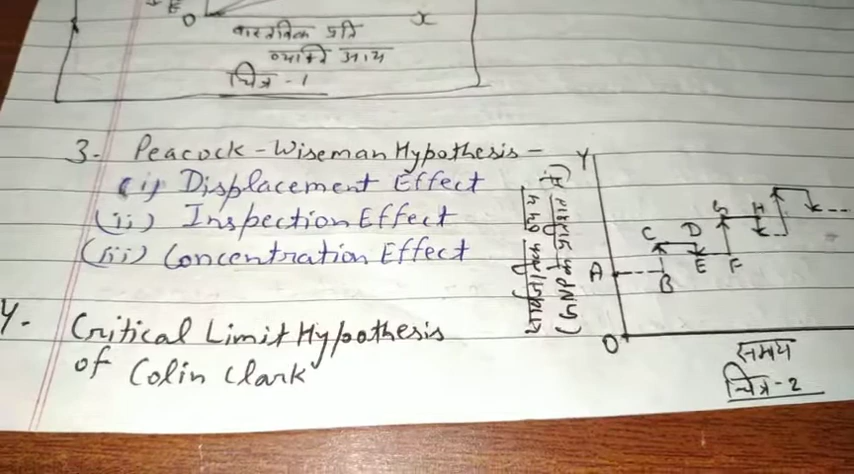 O
x
वास्तविक प्रति
व्यक्ति आय
चित्र-1
3- Peacock-Wiseman Hypothesis-
(i) Displacement Effect
(ii) Inspection Effect
(iii) Concentration Effect
4- Critical Limit Hypothesis
of Colin Clark
Y
C
D
G
H
A
B
E
F
O
समय
चित्र-2